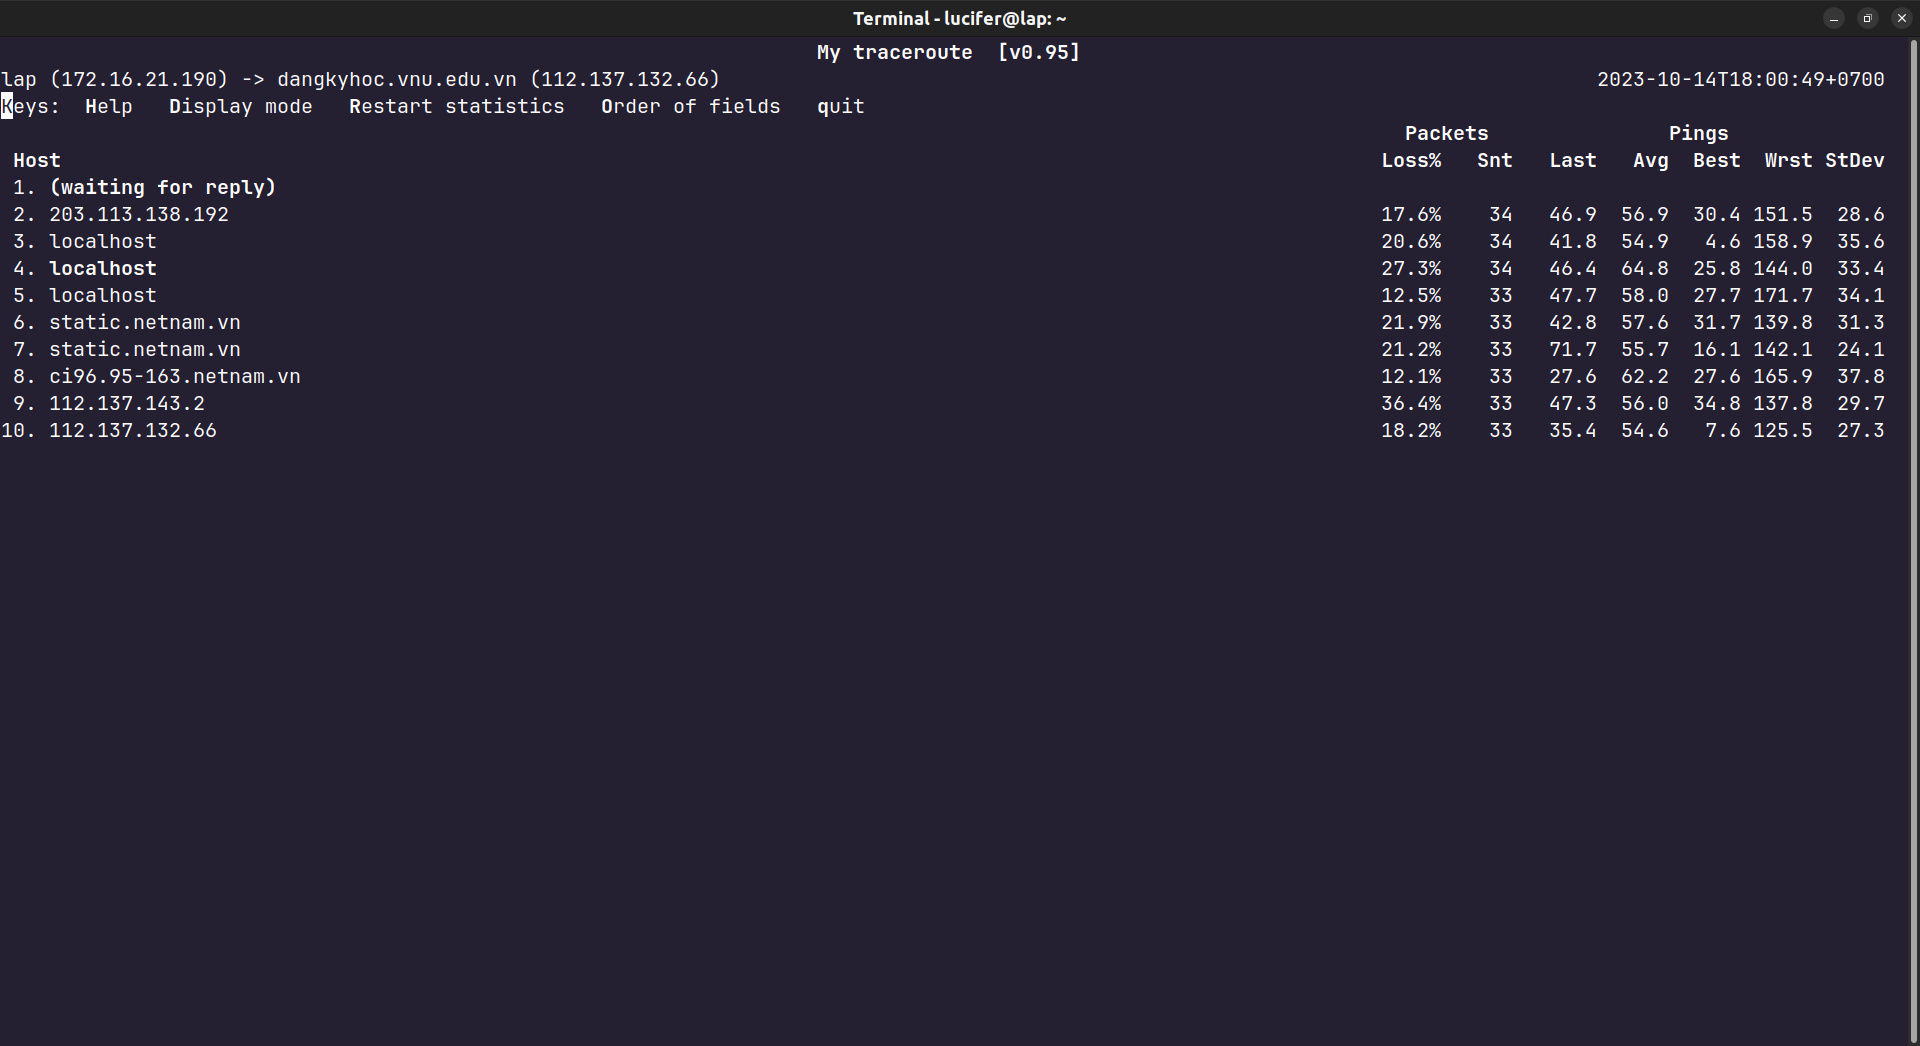 Terminal - lucifer@lap: ~
My traceroute  [v0.95]
lap (172.16.21.190) -> dangkyhoc.vnu.edu.vn (112.137.132.66) 2023-10-14T18:00:49+0700
Keys:  Help   Display mode   Restart statistics   Order of fields   quit
Packets Pings
Host Loss% Snt Last Avg Best Wrst StDev
1. (waiting for reply)
2. 203.113.138.192 17.6% 34 46.9 56.9 30.4 151.5 28.6
3. localhost 20.6% 34 41.8 54.9 4.6 158.9 35.6
4. localhost 27.3% 34 46.4 64.8 25.8 144.0 33.4
5. localhost 12.5% 33 47.7 58.0 27.7 171.7 34.1
6. static.netnam.vn 21.9% 33 42.8 57.6 31.7 139.8 31.3
7. static.netnam.vn 21.2% 33 71.7 55.7 16.1 142.1 24.1
8. ci96.95-163.netnam.vn 12.1% 33 27.6 62.2 27.6 165.9 37.8
9. 112.137.143.2 36.4% 33 47.3 56.0 34.8 137.8 29.7
10. 112.137.132.66 18.2% 33 35.4 54.6 7.6 125.5 27.3